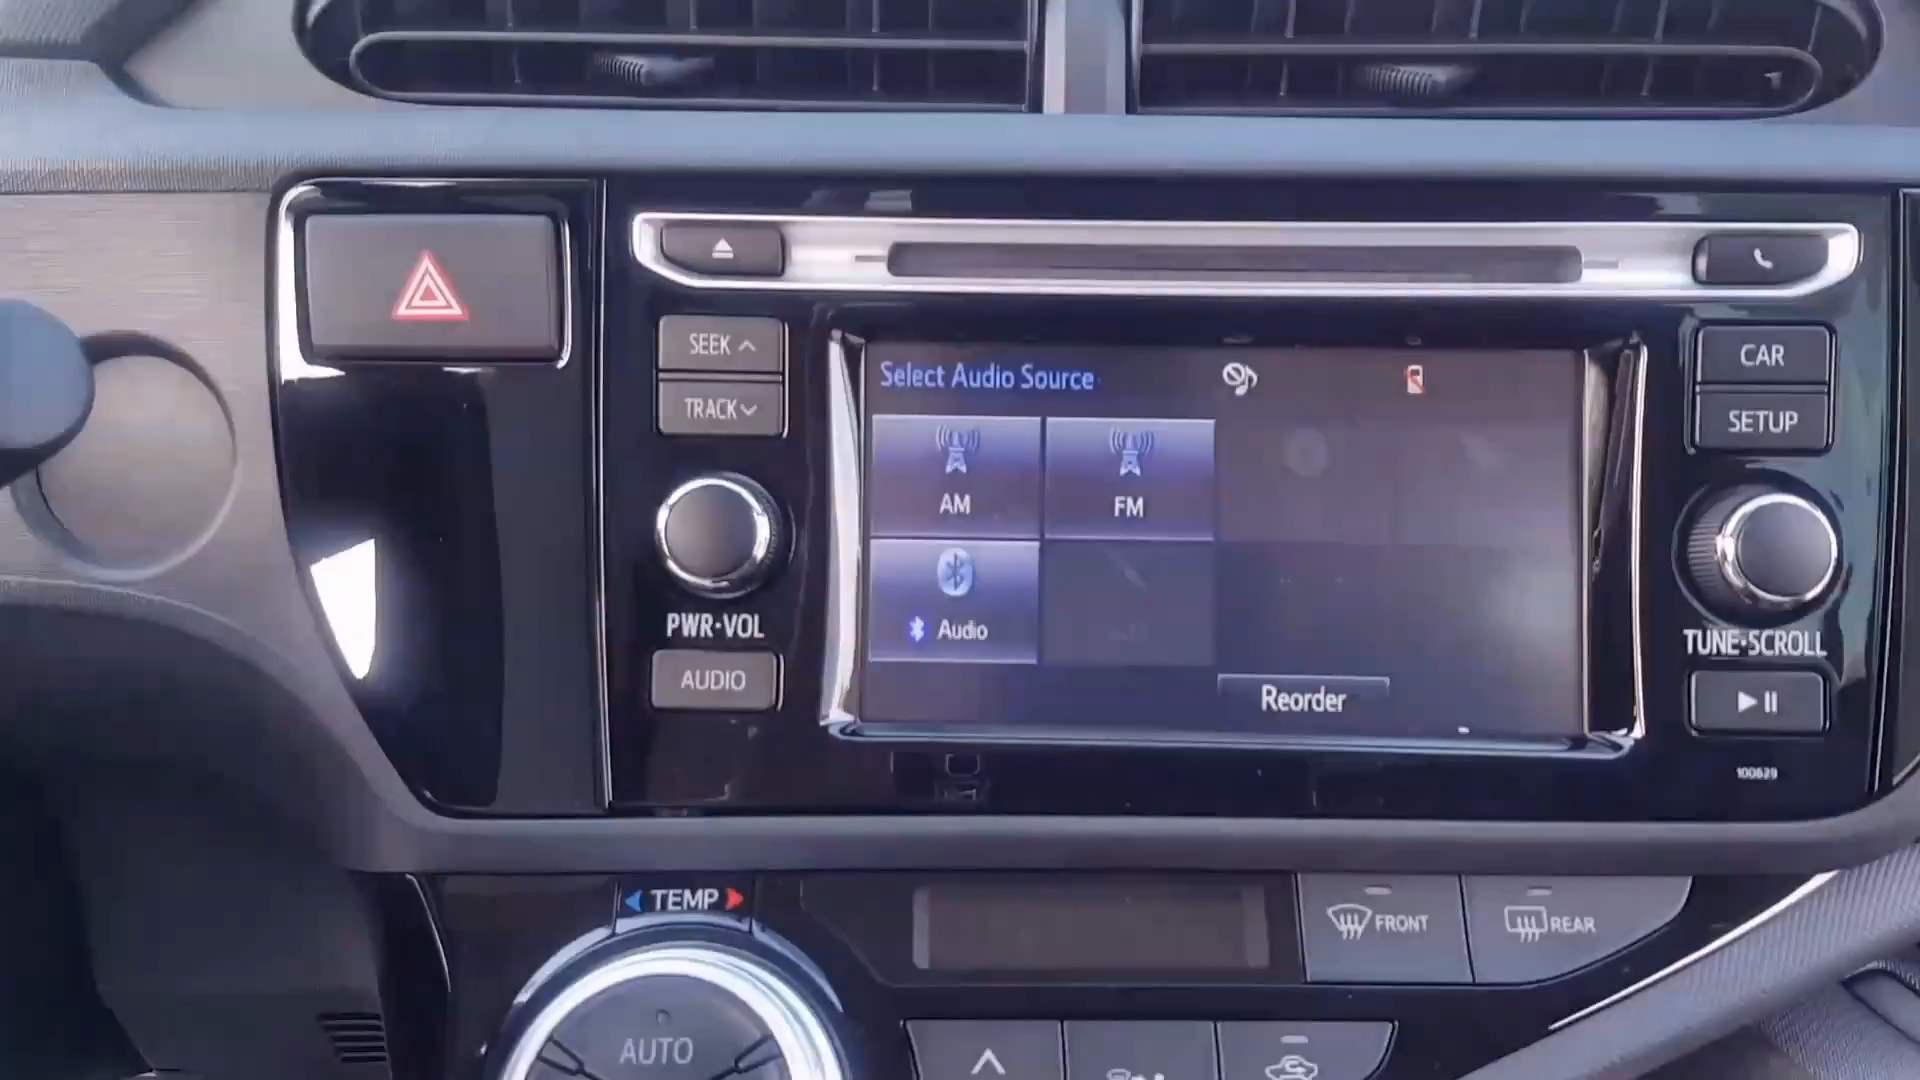 SEEK
TRACK
PWR·VOL
AUDIO
Select Audio Source
AM
FM
Audio
Reorder
CAR
SETUP
TUNE·SCROLL
100629
TEMP
AUTO
FRONT
REAR